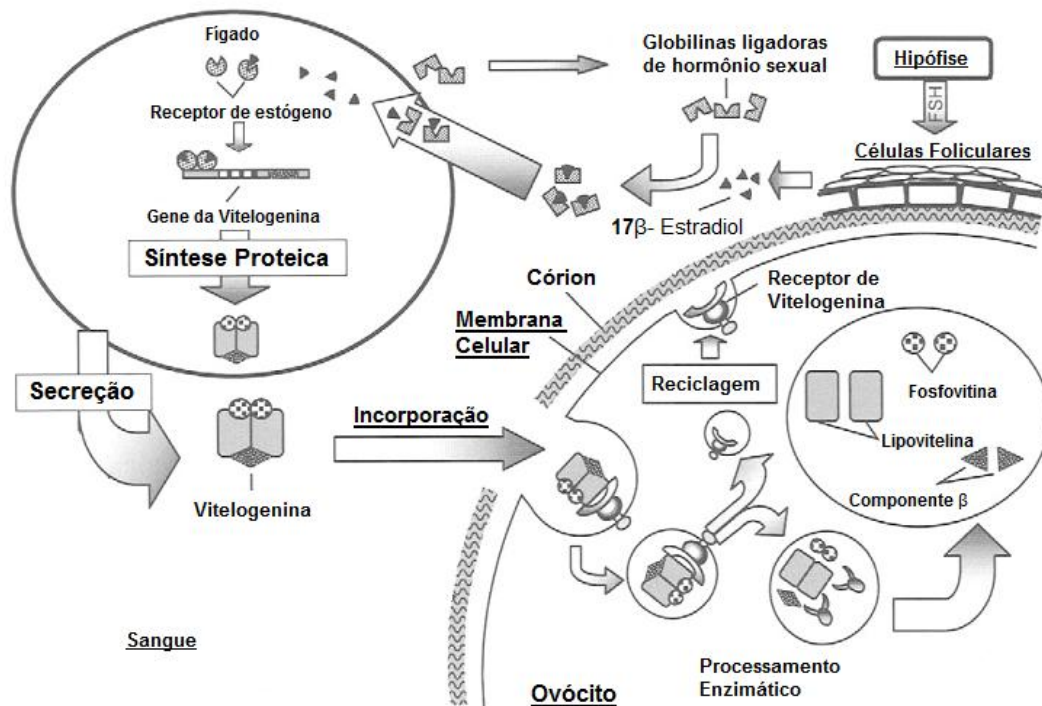 Fígado
Receptor de estógeno
Gene da Vitelogenina
Síntese Proteica
Secreção
Vitelogenina
Globilinas ligadoras
de hormônio sexual
Hipófise
FSH
Células Foliculares
17β- Estradiol
Córion
Membrana
Celular
Receptor de
Vitelogenina
Reciclagem
Incorporação
Fosfovitina
Lipovitelina
Componente β
Processamento
Enzimático
Sangue
Ovócito